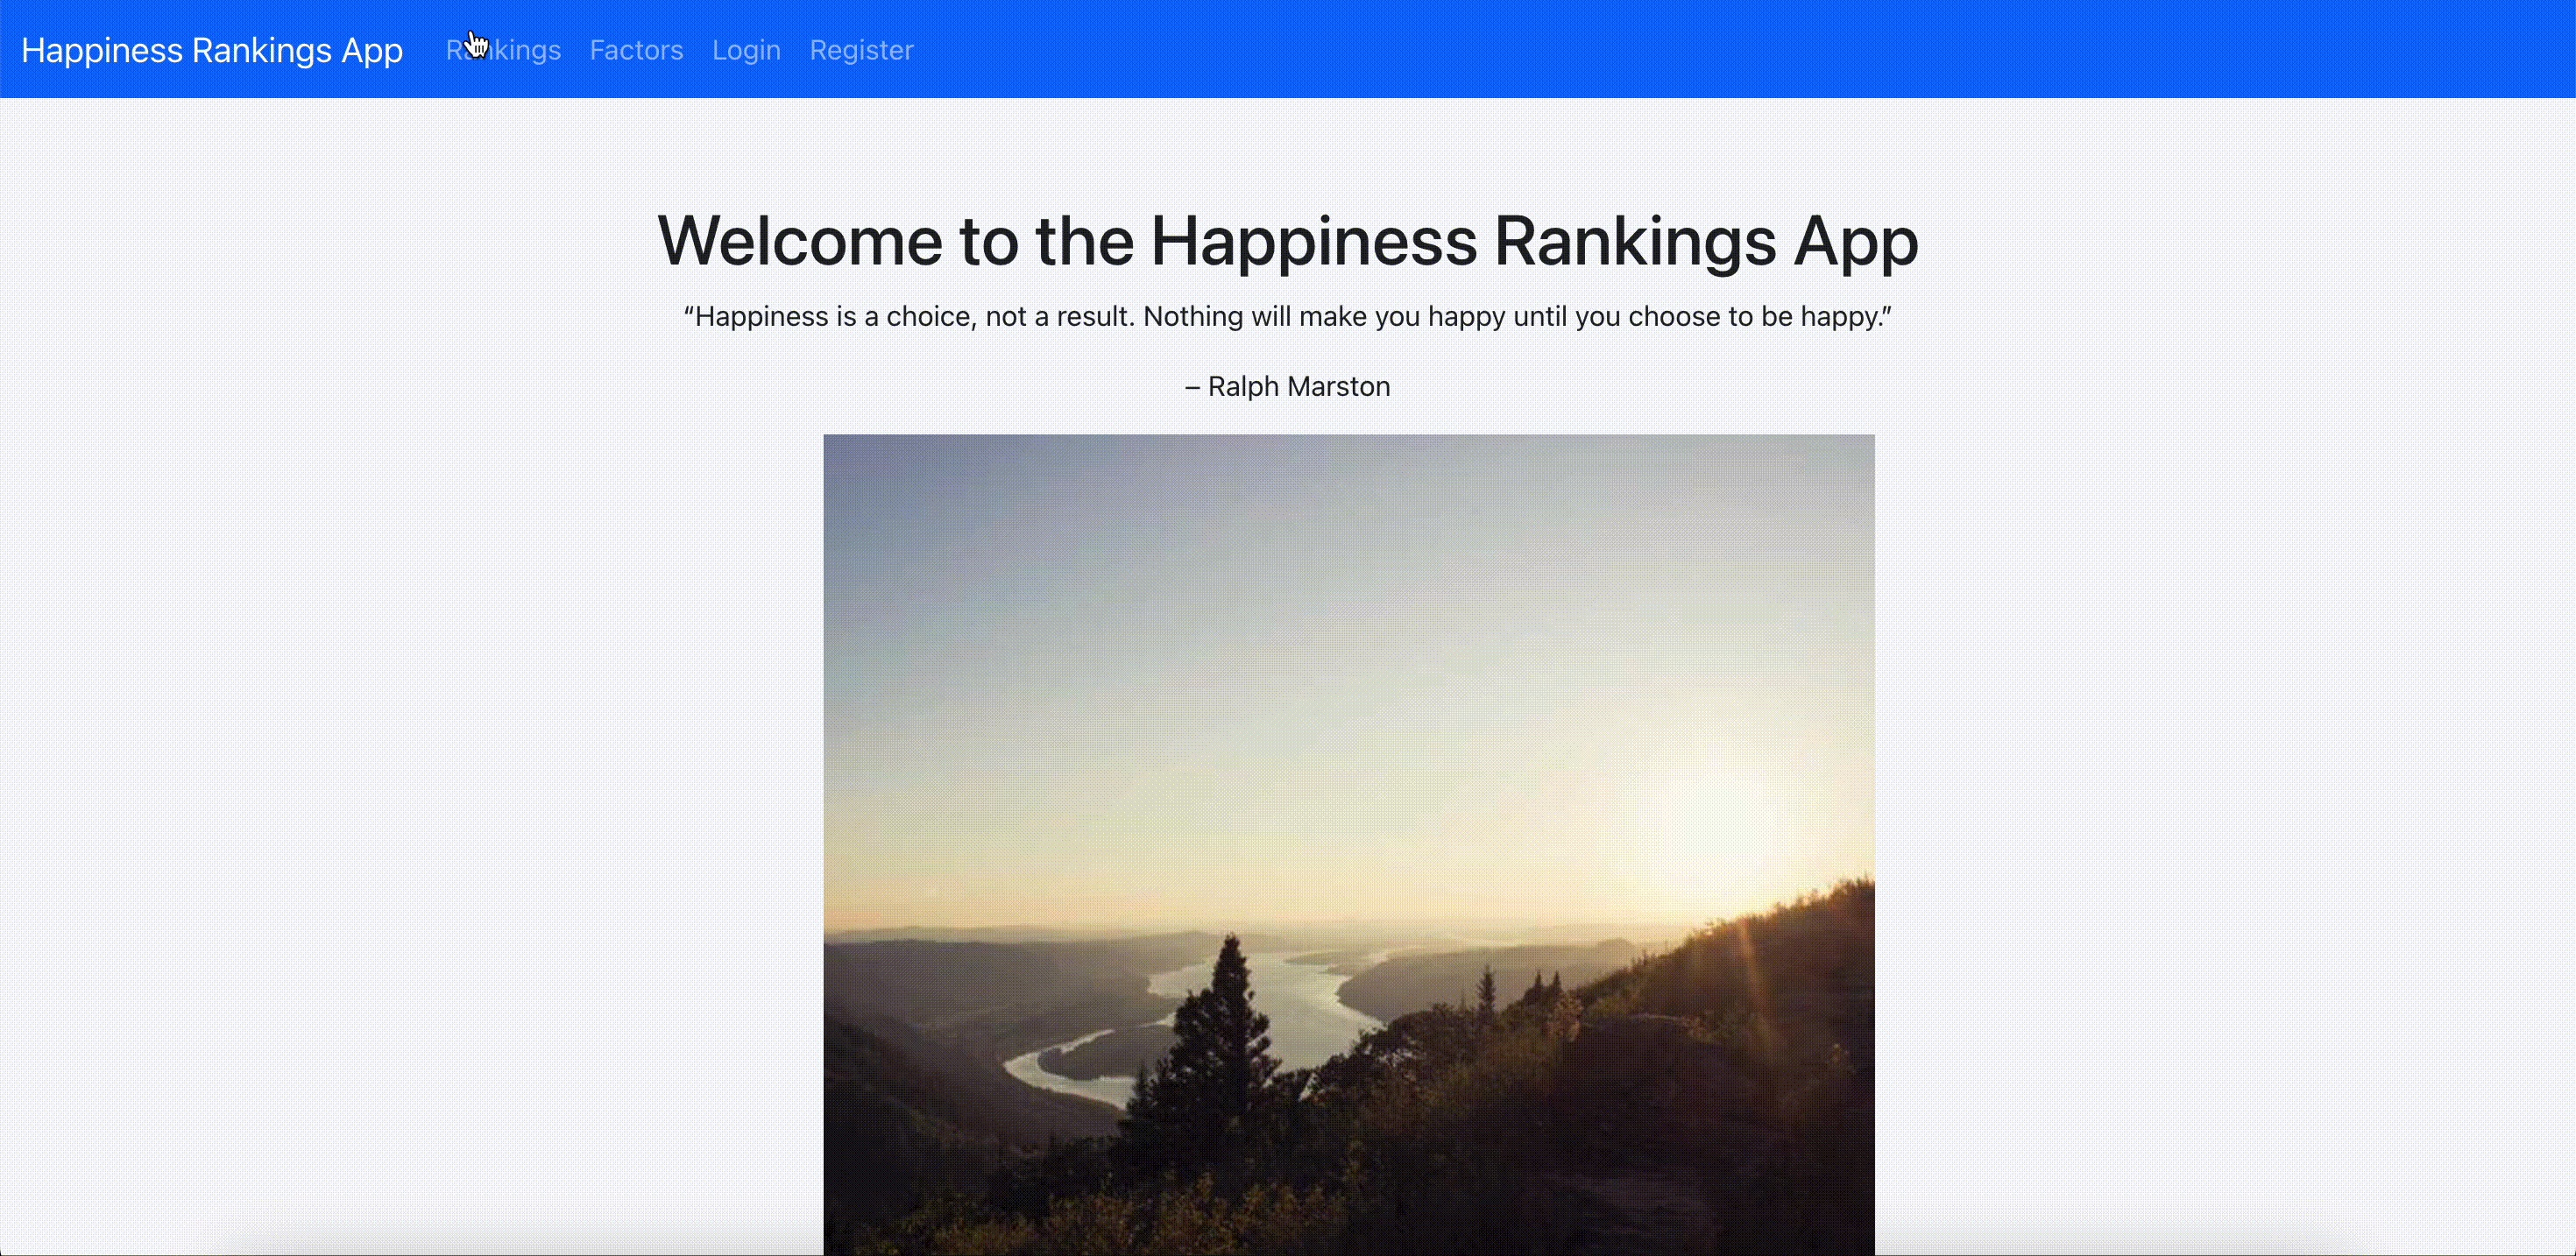 Happiness Rankings App Rankings Factors Login Register
Welcome to the Happiness Rankings App
“Happiness is a choice, not a result. Nothing will make you happy until you choose to be happy.”
– Ralph Marston